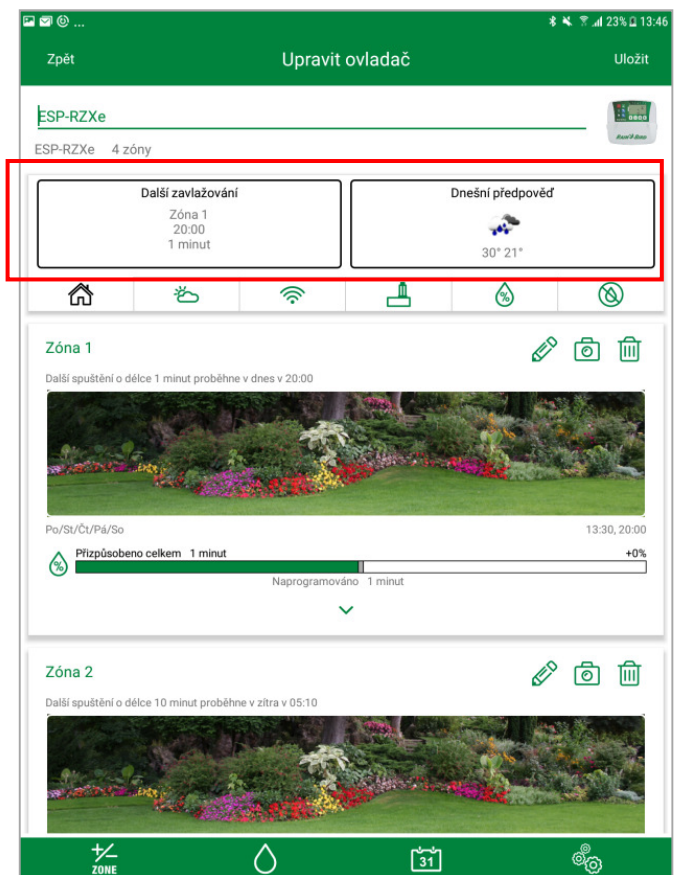 ... 23% 13:46
Zpět Upravit ovladač Uložit
ESP-RZXe
Rain Bird
ESP-RZXe 4 zóny
Další zavlažování
Zóna 1
20:00
1 minut
Dnešní předpověď
30° 21°
%
Zóna 1
Další spuštění o délce 1 minut proběhne v dnes v 20:00
Po/St/Čt/Pá/So 13:30, 20:00
% Přizpůsobeno celkem 1 minut +0%
Naprogramováno 1 minut
Zóna 2
Další spuštění o délce 10 minut proběhne v zítra v 05:10
+/- ZONE 31